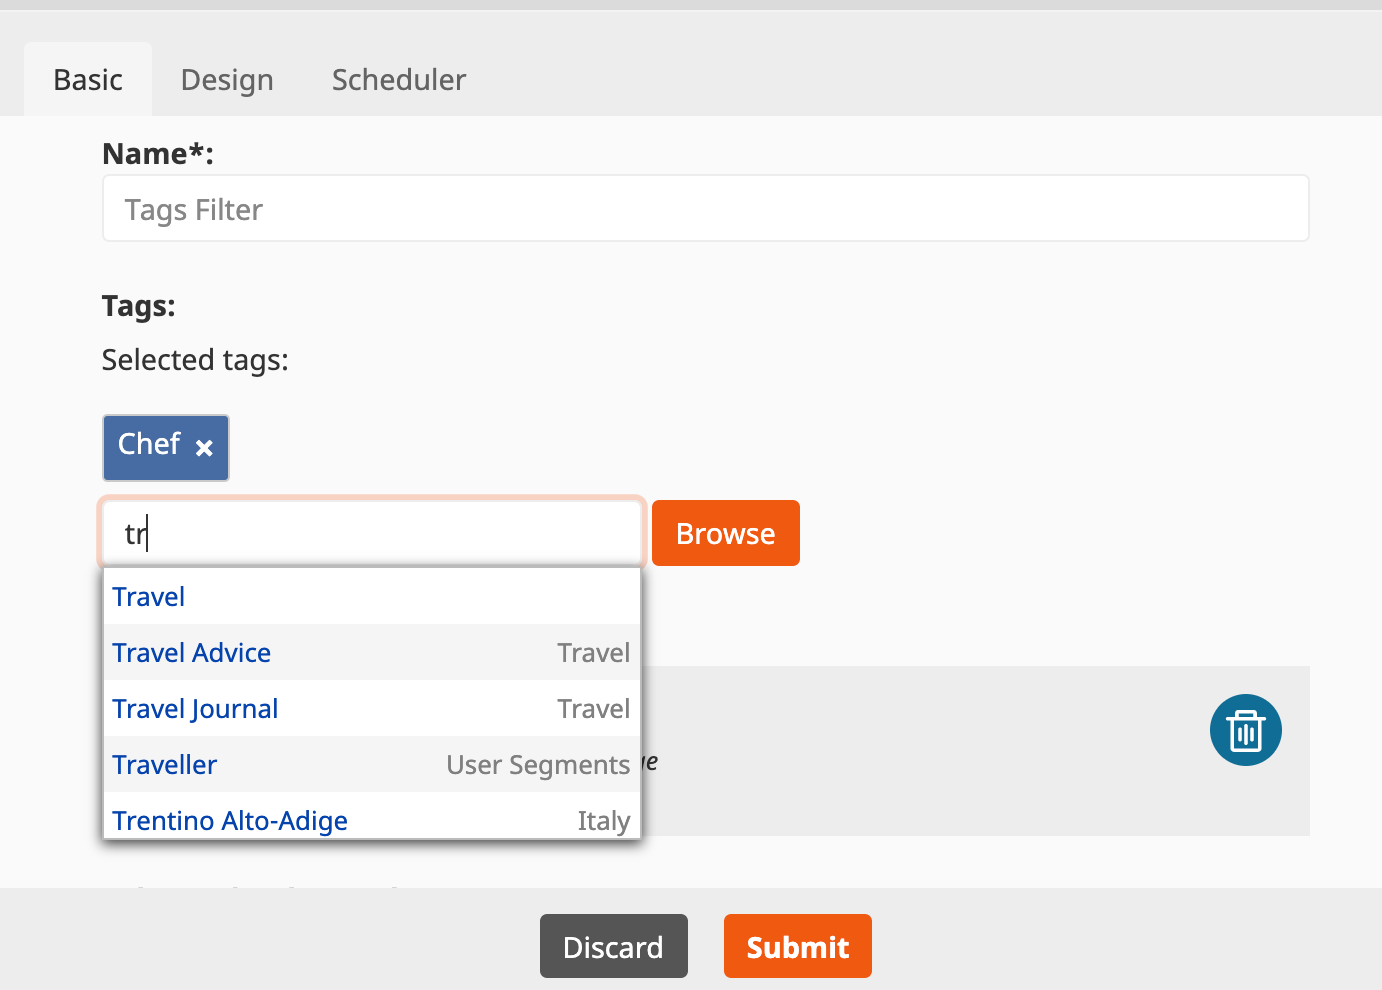 Basic Design Scheduler
Name*:
Tags Filter
Tags:
Selected tags:
Chef ×
tr
Browse
Travel
Travel Advice Travel
Travel Journal Travel
Traveller User Segments
Trentino Alto-Adige Italy
Discard Submit